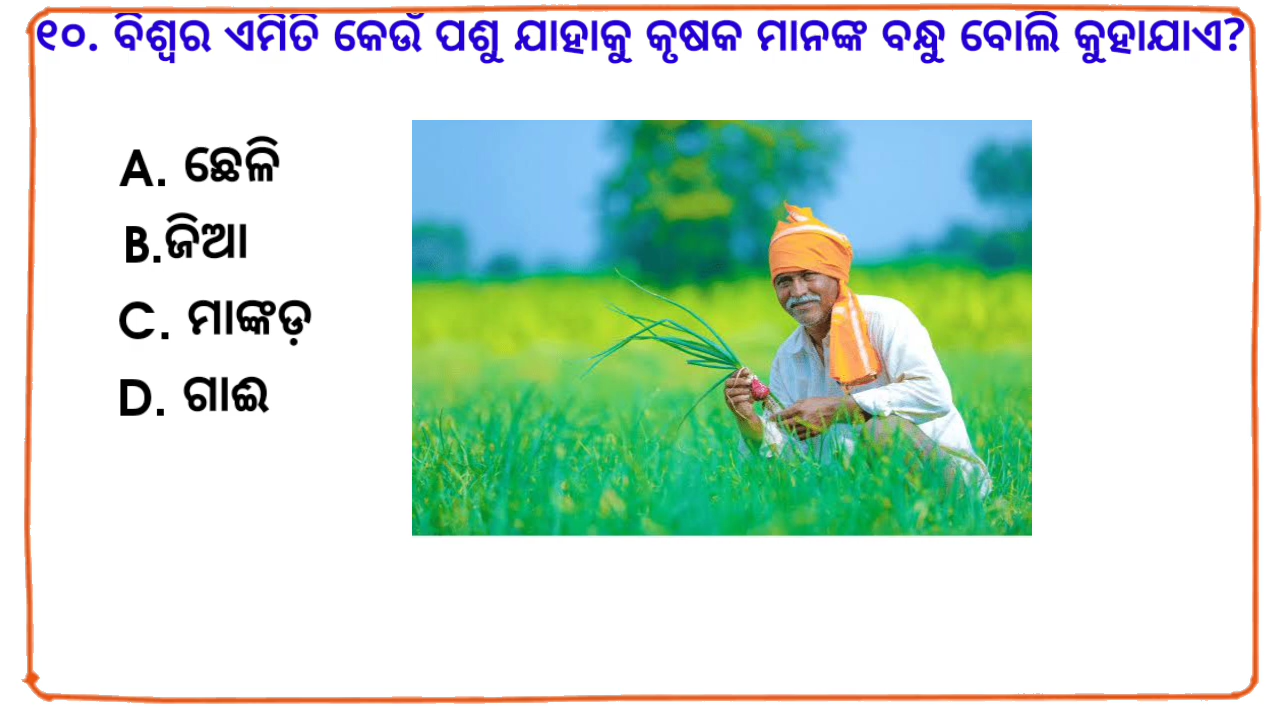 ୧୦. ବିଶ୍ୱର ଏମିତି କେଉଁ ପଶୁ ଯାହାକୁ କୃଷକ ମାନଙ୍କ ବନ୍ଧୁ ବୋଲି କୁହାଯାଏ?
A. ଛେଳି
B.ଜିଆ
C. ମାଙ୍କଡ଼
D. ଗାଈ